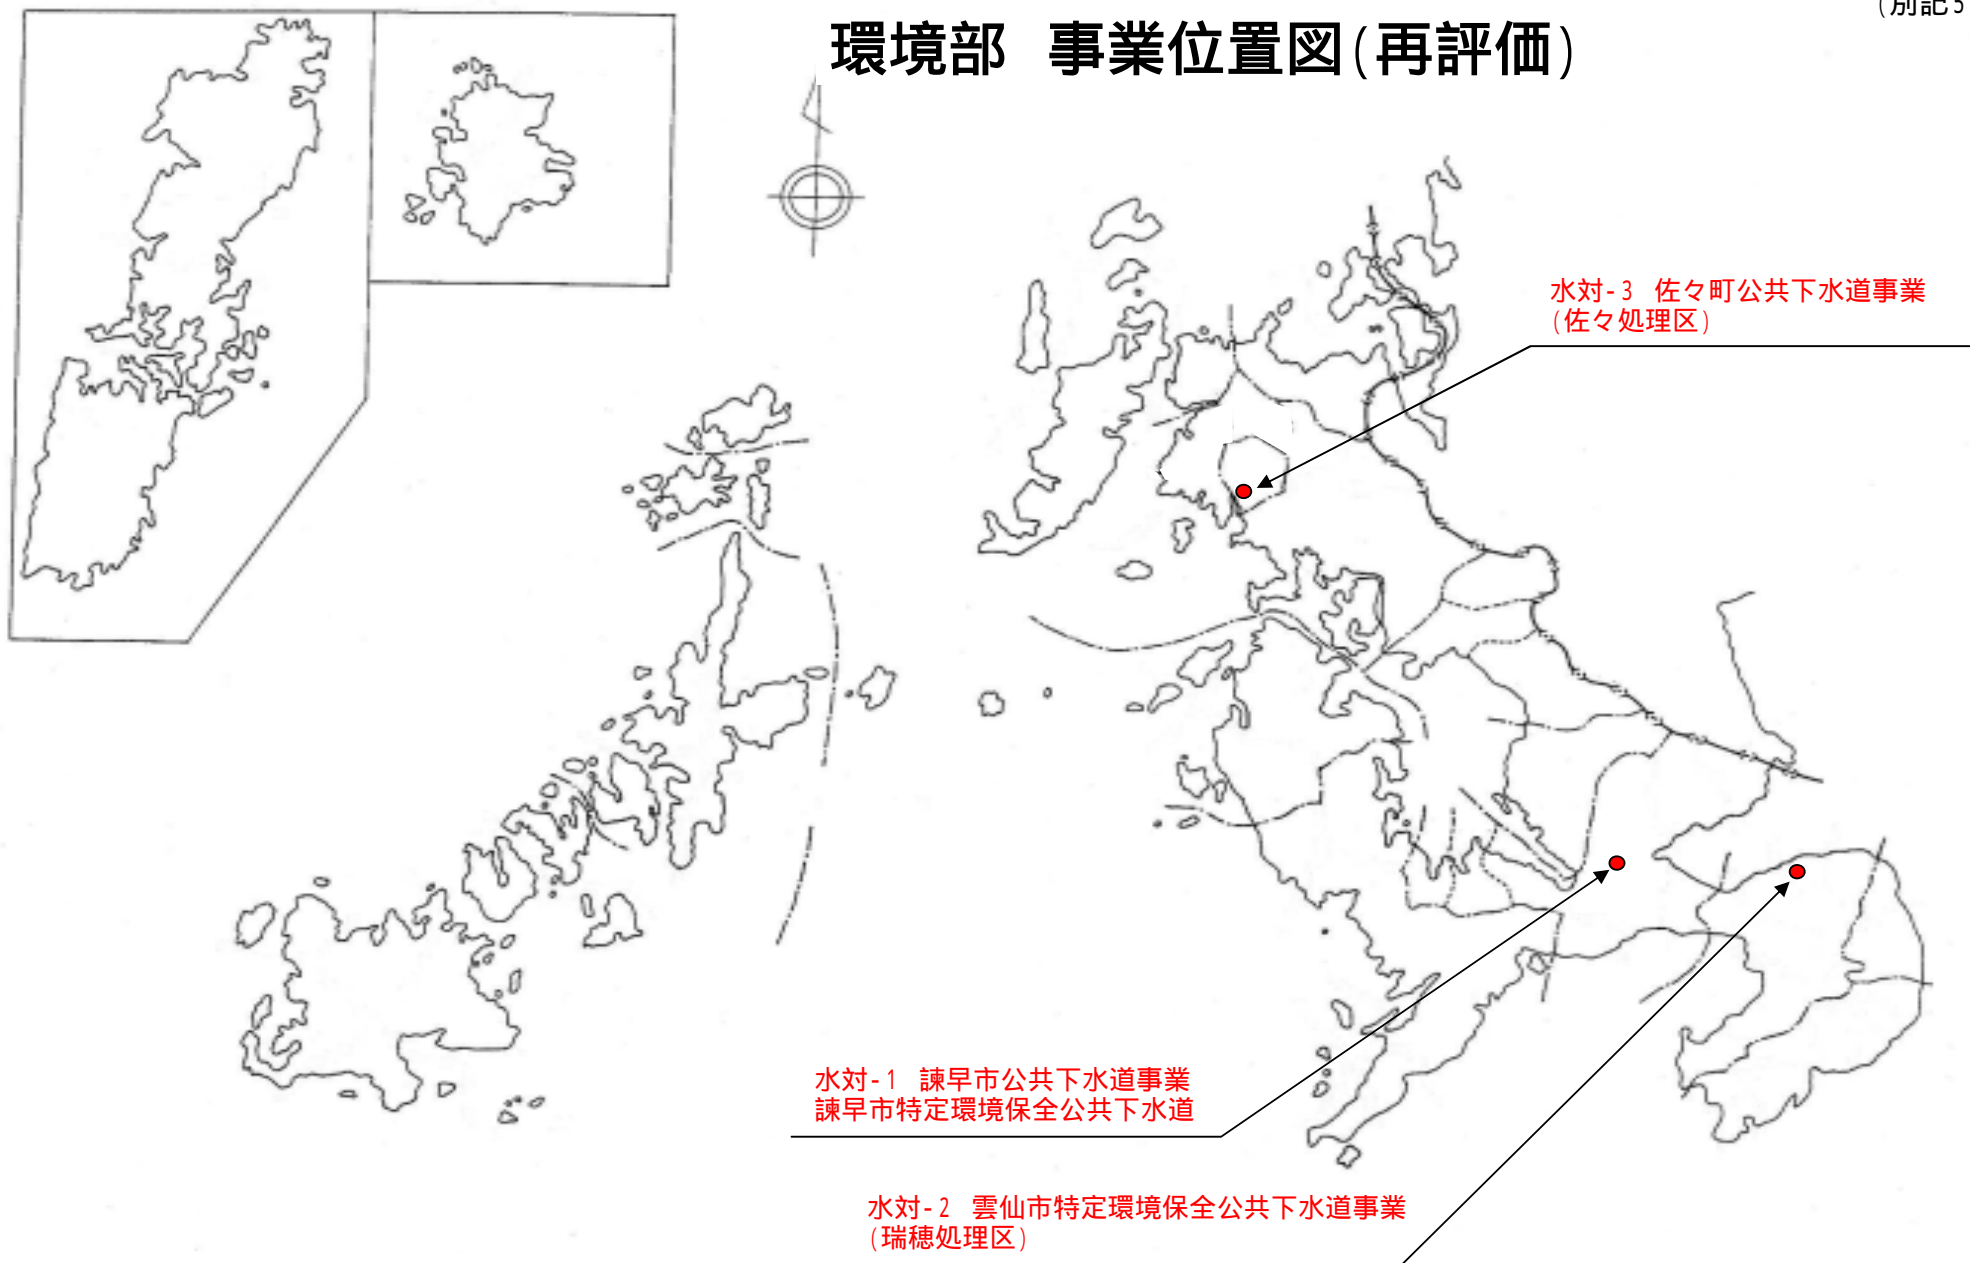 (別記5
環境部 事業位置図(再評価)
水対-3 佐々町公共下水道事業
(佐々処理区)
水対-1 諫早市公共下水道事業
諫早市特定環境保全公共下水道
水対-2 雲仙市特定環境保全公共下水道事業
(瑞穂処理区)